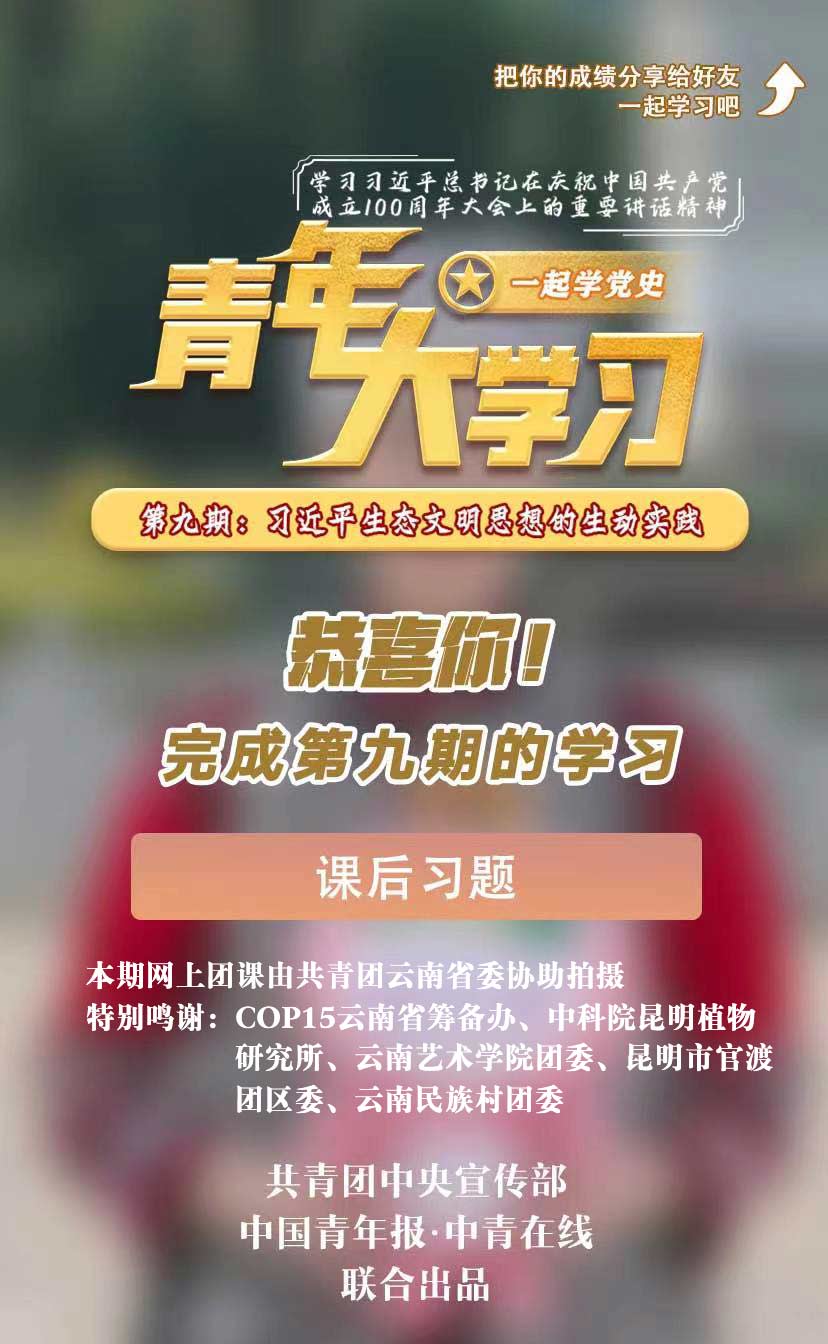 把你的成绩分享给好友
一起学习吧
学习习近平总书记在庆祝中国共产党
成立100周年大会上的重要讲话精神
青年大学习
一起学党史
第九期：习近平生态文明思想的生动实践
恭喜你！
完成第九期的学习
课后习题
本期网上团课由共青团云南省委协助拍摄
特别鸣谢：COP15云南省筹备办、中科院昆明植物
研究所、云南艺术学院团委、昆明市官渡
团区委、云南民族村团委
共青团中央宣传部
中国青年报·中青在线
联合出品